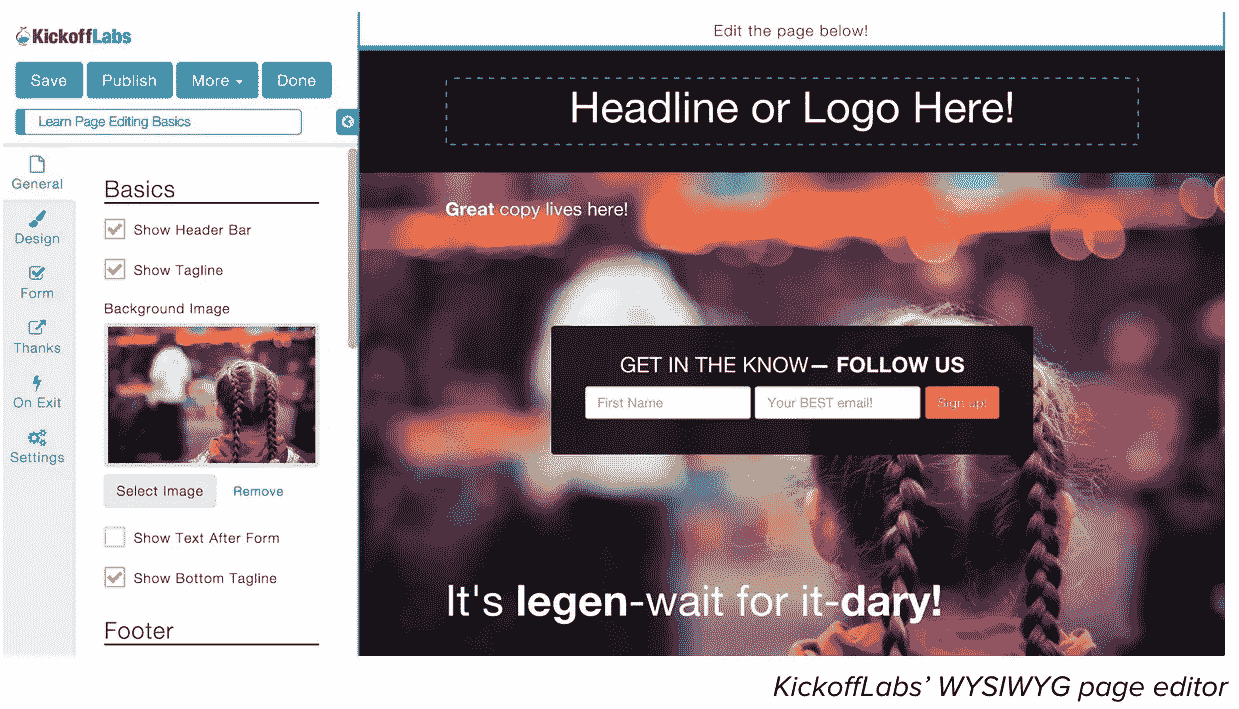 KickoffLabs
Save Publish More Done
Learn Page Editing Basics
General
Design
Form
Thanks
On Exit
Settings
Basics
Show Header Bar
Show Tagline
Background Image
Select Image Remove
Show Text After Form
Show Bottom Tagline
Footer
Edit the page below!
Headline or Logo Here!
Great copy lives here!
GET IN THE KNOW— FOLLOW US
First Name Your BEST email! Sign up!
It's legen-wait for it-dary!
KickoffLabs’ WYSIWYG page editor